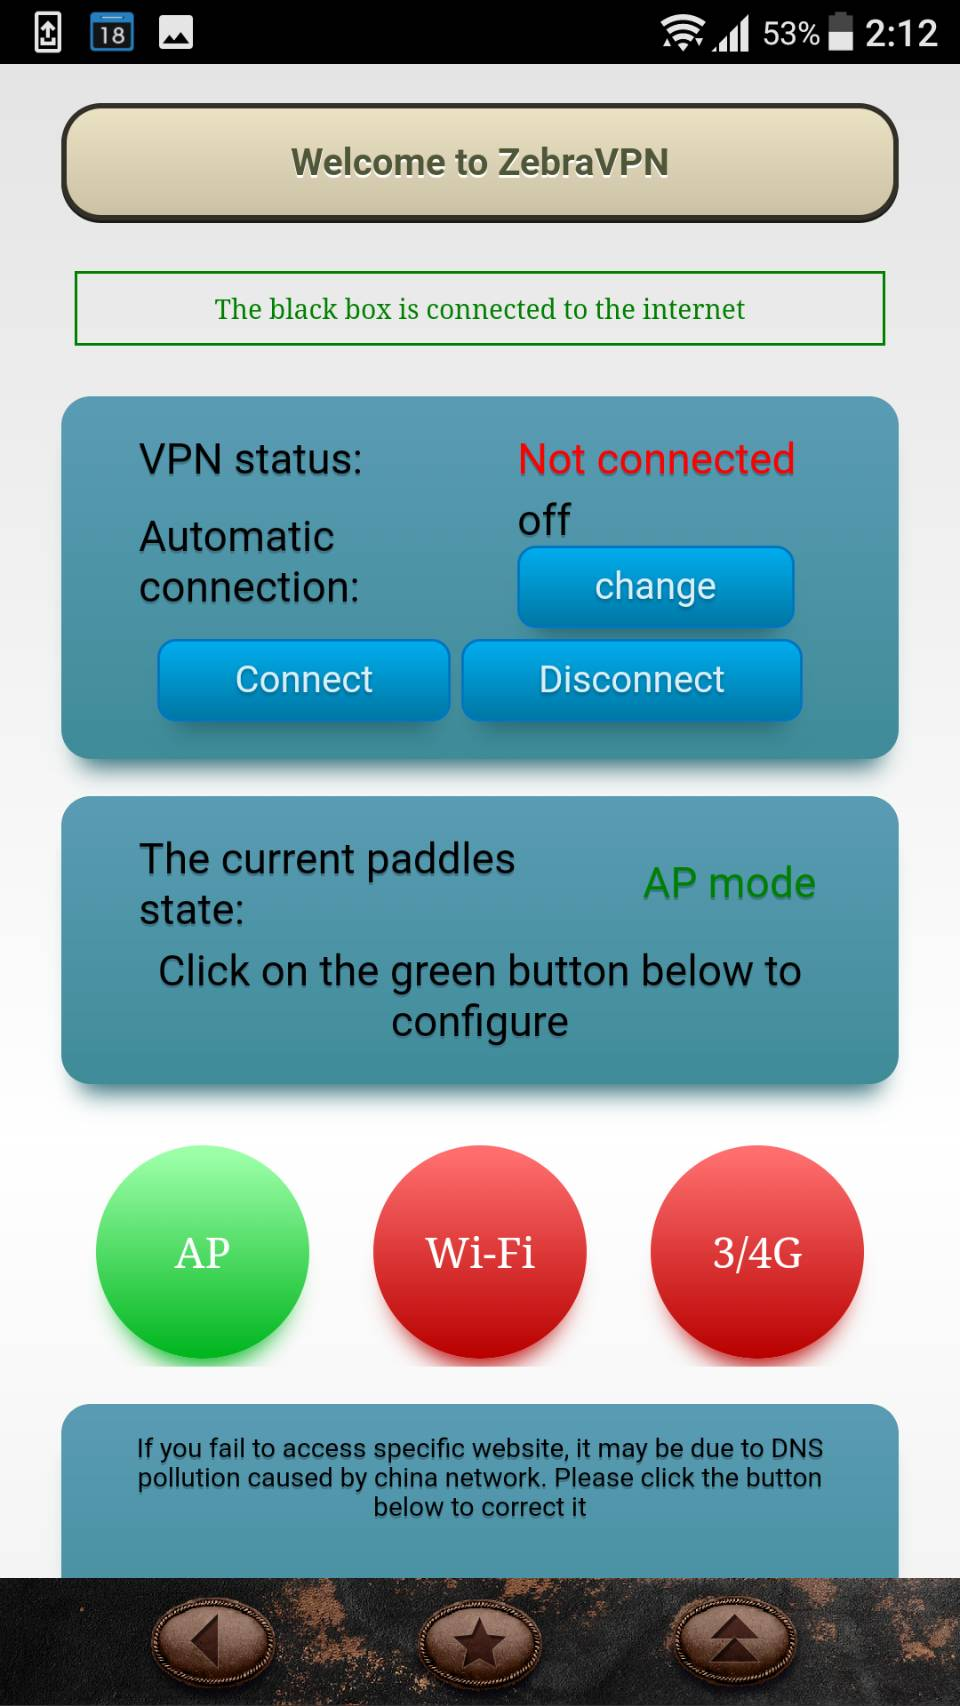 18
53%
2:12
Welcome to ZebraVPN
The black box is connected to the internet
VPN status:
Not connected
Automatic
connection:
off
change
Connect
Disconnect
The current paddles
state:
AP mode
Click on the green button below to
configure
AP
Wi-Fi
3/4G
If you fail to access specific website, it may be due to DNS
pollution caused by china network. Please click the button
below to correct it